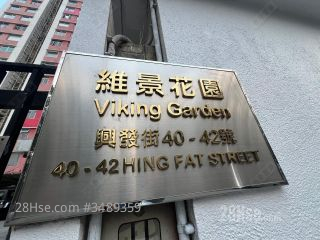 維景花園
Viking Garden
興發街40-42號
40-42 HING FAT STREET
28Hse.com #3489359
28Hse